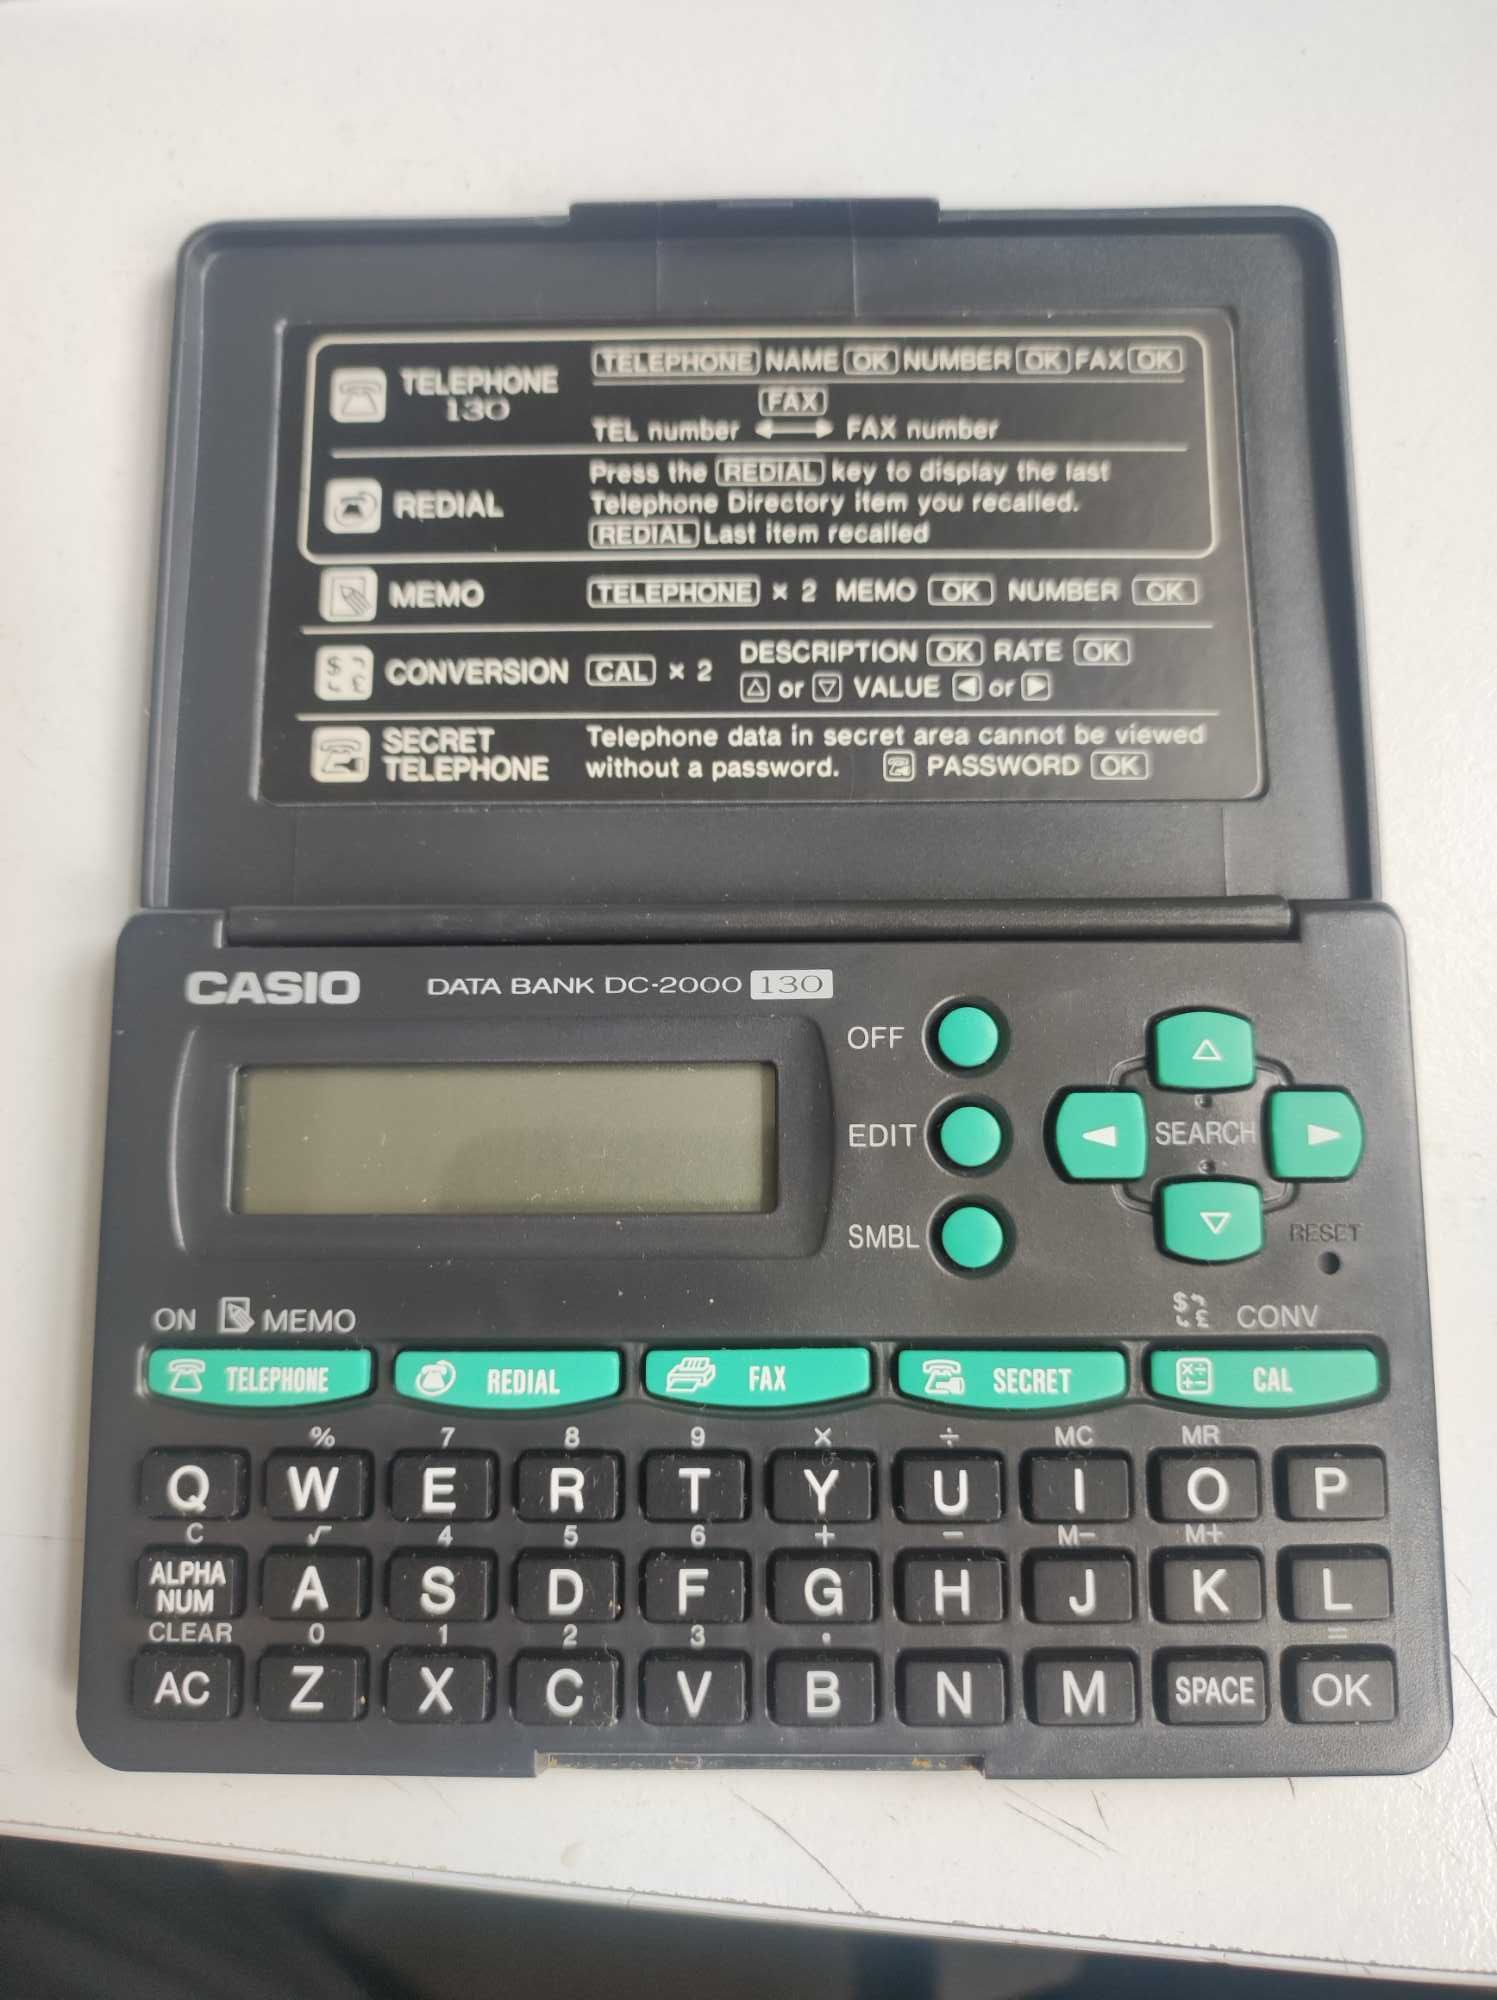 TELEPHONE
130
TELEPHONE NAME OK NUMBER OK FAX OK
FAX
TEL number FAX number
REDIAL
Press the REDIAL key to display the last
Telephone Directory item you recalled.
REDIAL Last item recalled
MEMO TELEPHONE × 2 MEMO OK NUMBER OK
$ £
CONVERSION CAL × 2
DESCRIPTION OK RATE OK
△ or ▽ VALUE ◀ or ▶
SECRET
TELEPHONE
Telephone data in secret area cannot be viewed
without a password. PASSWORD OK
CASIO DATA BANK DC-2000 130
OFF
EDIT
SMBL
△
◀ SEARCH ▶
▽
RESET
ON MEMO $ £ CONV
TELEPHONE REDIAL FAX SECRET ×÷+− CAL
% 7 8 9 × ÷ MC MR
Q W E R T Y U I O P
C √ 4 5 6 + − M− M+
ALPHA
NUM
A S D F G H J K L
CLEAR 0 1 2 3 • =
AC Z X C V B N M SPACE OK